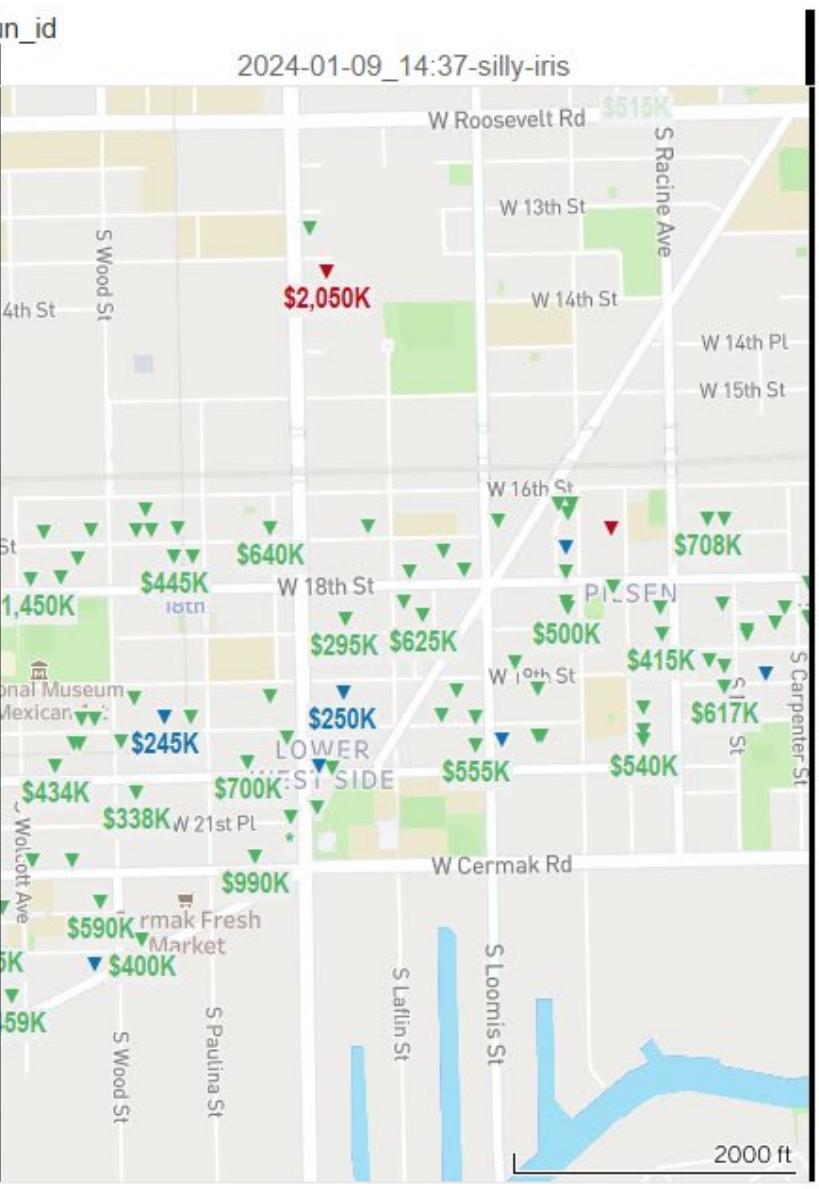 un_id
2024-01-09_14:37-silly-iris
$515K
W Roosevelt Rd
S Racine Ave
W 13th St
S Wood St
$2,050K
W 14th St
4th St
W 14th Pl
W 15th St
W 16th St
St
$640K
$445K
$708K
W 18th St
PILSEN
1,450K
18th
$295K
$625K
$500K
$415K
W 19th St
S Carpenter St
onal Museum
Mexican
$250K
$245K
$617K
St
LOWER
WEST SIDE
$555K
$540K
$434K
$700K
$338K
W 21st Pl
S Wolcott Ave
W Cermak Rd
$990K
$590K
rmak Fresh
Market
5K
$400K
459K
S Wood St
S Paulina St
S Laflin St
S Loomis St
2000 ft